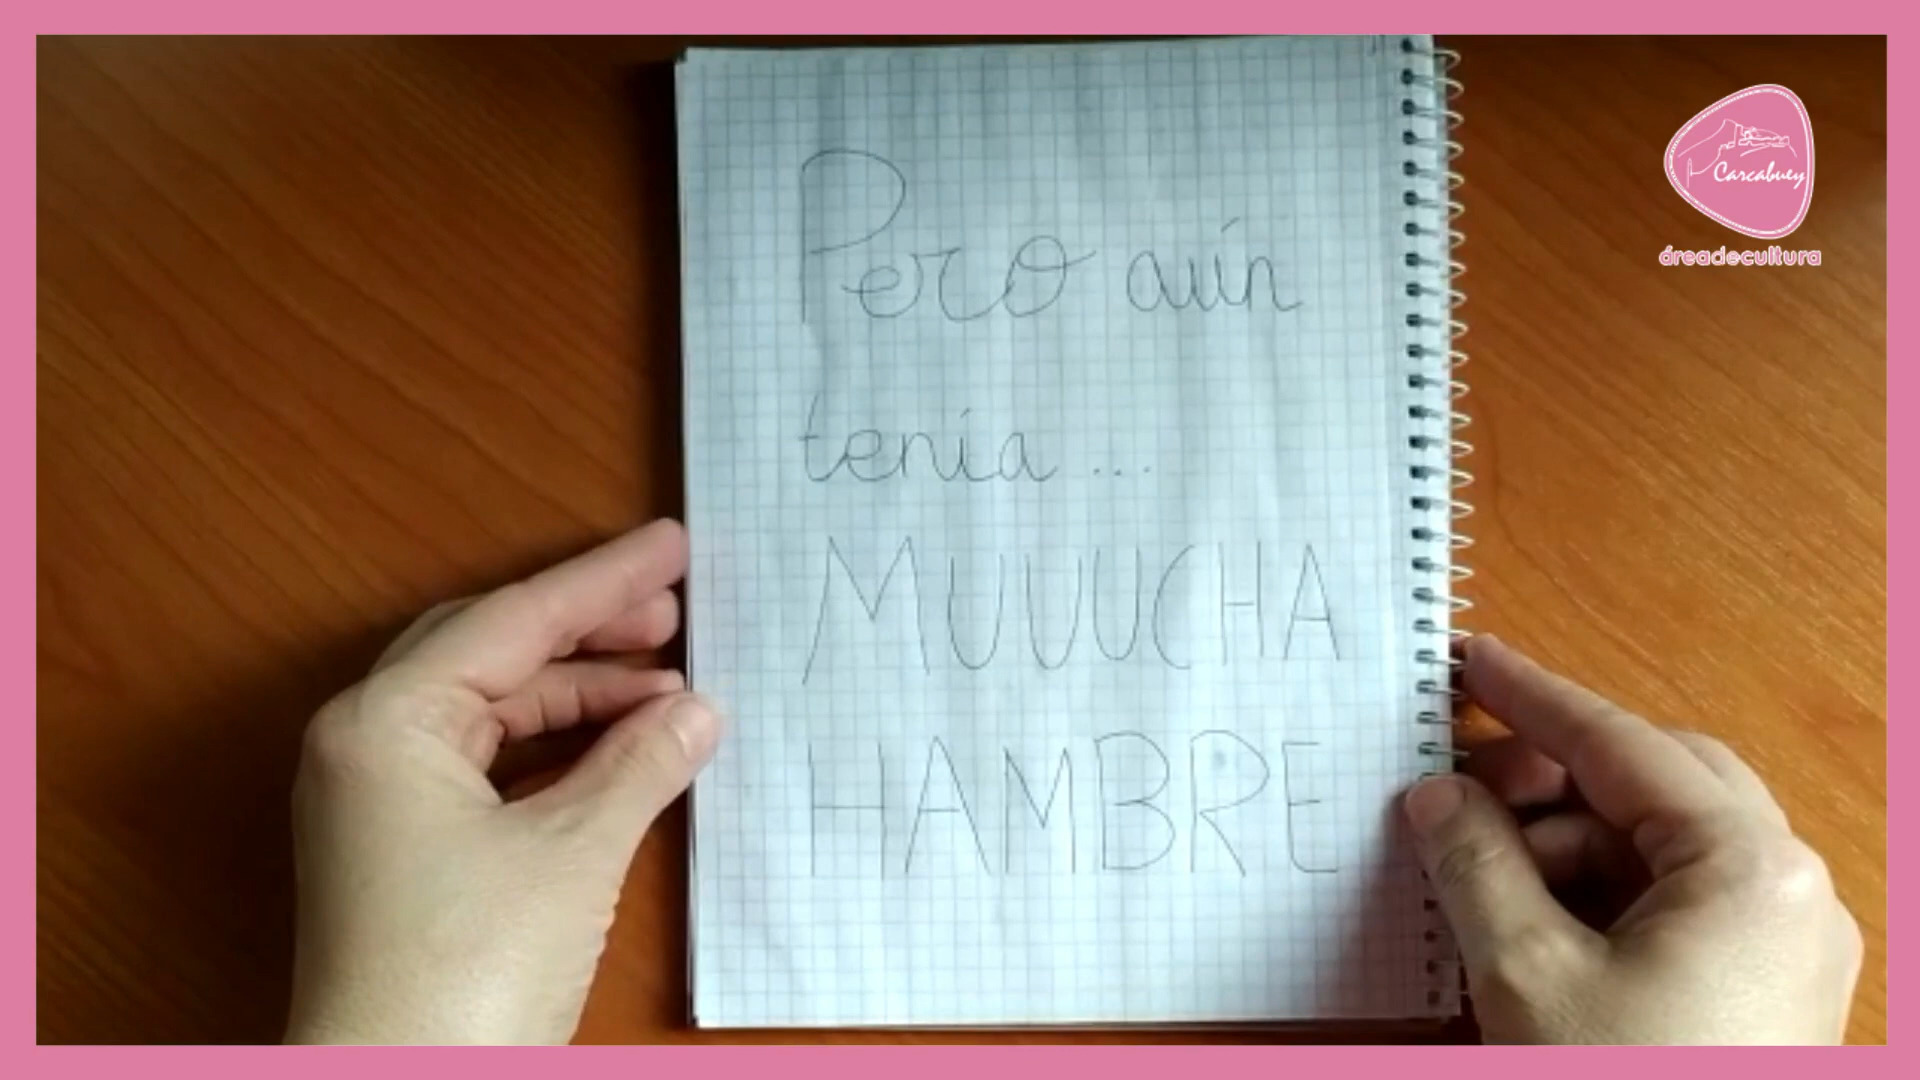 Pero aún
tenía ...
MUUUCHA
HAMBRE
Carcabuey
áreadecultura